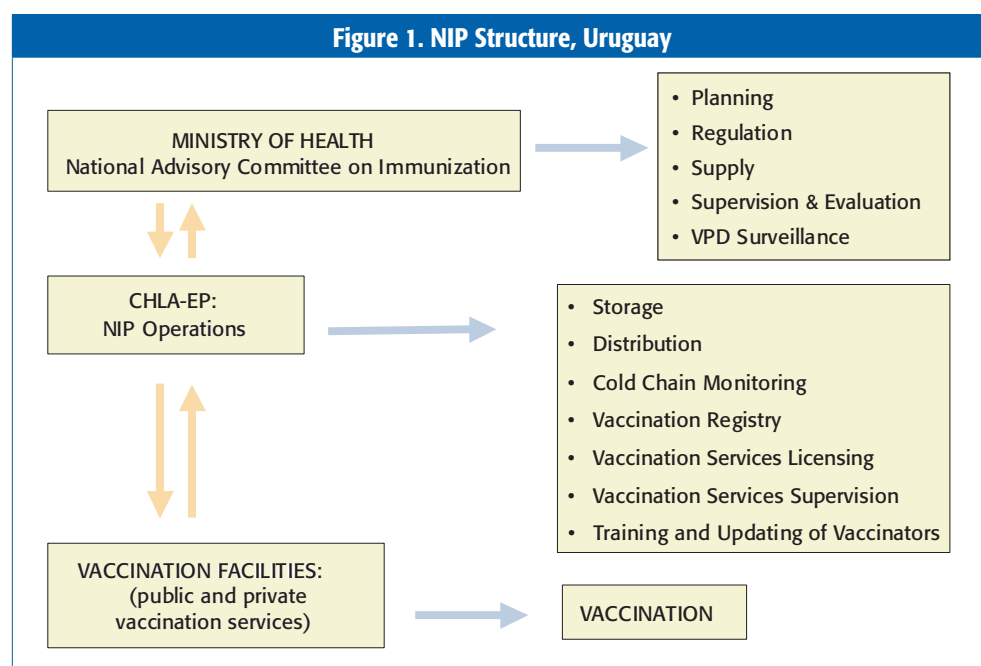 Figure 1. NIP Structure, Uruguay
MINISTRY OF HEALTH
National Advisory Committee on Immunization
• Planning
• Regulation
• Supply
• Supervision & Evaluation
• VPD Surveillance
CHLA-EP:
NIP Operations
• Storage
• Distribution
• Cold Chain Monitoring
• Vaccination Registry
• Vaccination Services Licensing
• Vaccination Services Supervision
• Training and Updating of Vaccinators
VACCINATION FACILITIES:
(public and private
vaccination services)
VACCINATION